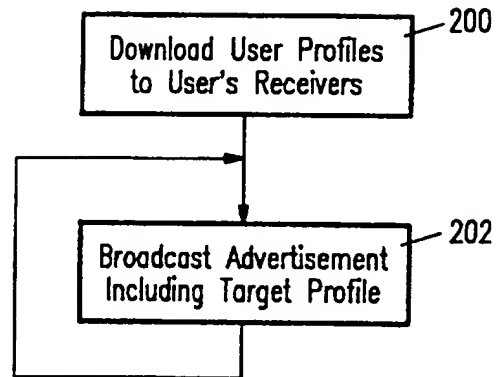 200
Download User Profiles
to User's Receivers
202
Broadcast Advertisement
Including Target Profile